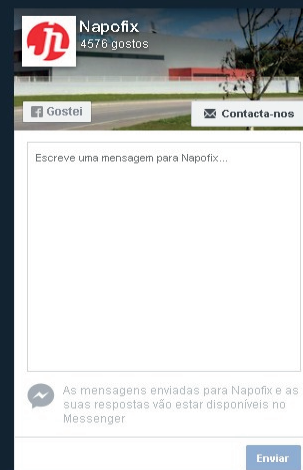 Napofix
4576 gostos
Gostei
Contacta-nos
Escreve uma mensagem para Napofix...
As mensagens enviadas para Napofix e as
suas respostas vão estar disponíveis no
Messenger
Enviar